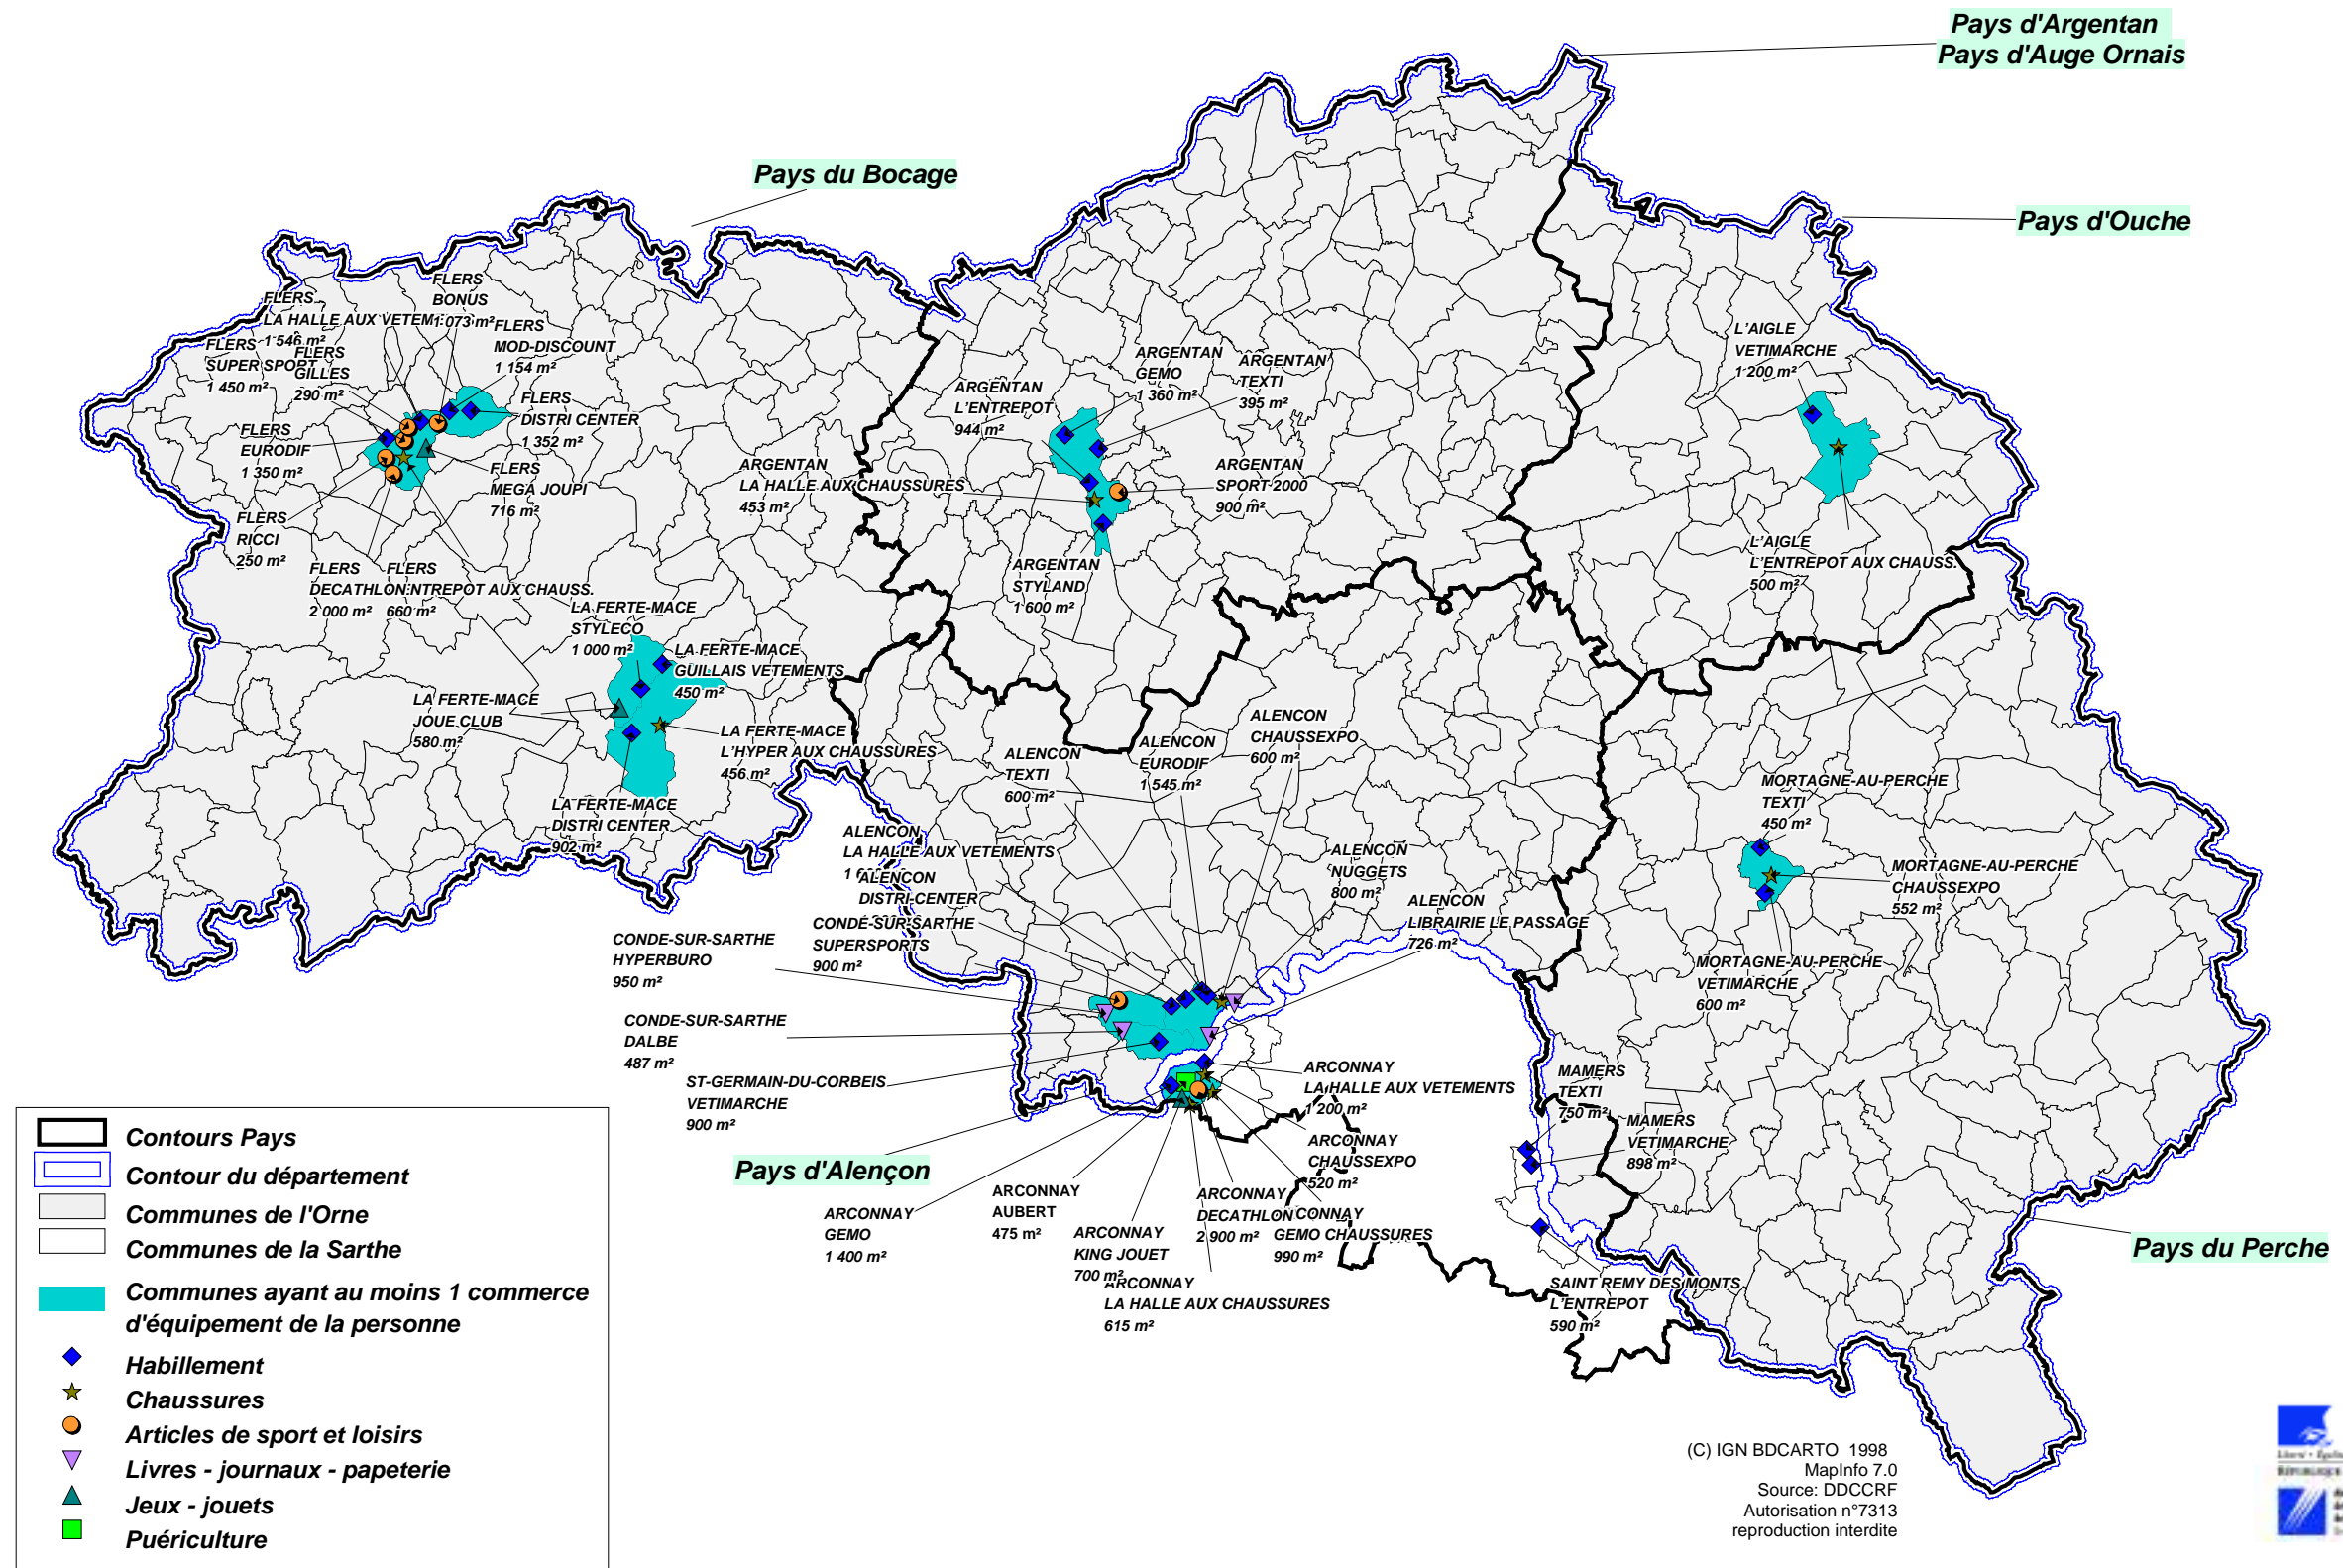 Pays d'Argentan
Pays d'Auge Ornais
Pays du Bocage
Pays d'Ouche
FLERS
BONUS
1 073 m²
FLERS
LA HALLE AUX VETEM
1 546 m²
FLERS
MOD-DISCOUNT
1 154 m²
FLERS
SUPER SPORT
1 450 m²
FLERS
GILLES
290 m²
FLERS
DISTRI CENTER
1 352 m²
FLERS
EURODIF
1 350 m²
FLERS
MEGA JOUPI
716 m²
FLERS
RICCI
250 m²
FLERS
DECATHLON
2 000 m²
FLERS
NTREPOT AUX CHAUSS.
660 m²
ARGENTAN
L'ENTREPOT
944 m²
ARGENTAN
GEMO
1 360 m²
ARGENTAN
TEXTI
395 m²
ARGENTAN
LA HALLE AUX CHAUSSURES
453 m²
ARGENTAN
SPORT 2000
900 m²
ARGENTAN
STYLAND
1 600 m²
L'AIGLE
VETIMARCHE
1 200 m²
L'AIGLE
L'ENTREPOT AUX CHAUSS.
500 m²
LA FERTE-MACE
STYLECO
1 000 m²
LA FERTE-MACE
GUILLAIS VETEMENTS
450 m²
LA FERTE-MACE
JOUE CLUB
580 m²
LA FERTE-MACE
L'HYPER AUX CHAUSSURES
456 m²
LA FERTE-MACE
DISTRI CENTER
902 m²
ALENCON
TEXTI
600 m²
ALENCON
EURODIF
1 545 m²
ALENCON
CHAUSSEXPO
600 m²
ALENCON
LA HALLE AUX VETEMENTS
ALENCON
DISTRI-CENTER
ALENCON
NUGGETS
800 m²
ALENCON
LIBRAIRIE LE PASSAGE
726 m²
CONDE-SUR-SARTHE
SUPERSPORTS
900 m²
CONDE-SUR-SARTHE
HYPERBURO
950 m²
CONDE-SUR-SARTHE
DALBE
487 m²
ST-GERMAIN-DU-CORBEIS
VETIMARCHE
900 m²
MORTAGNE-AU-PERCHE
TEXTI
450 m²
MORTAGNE-AU-PERCHE
CHAUSSEXPO
552 m²
MORTAGNE-AU-PERCHE
VETIMARCHE
600 m²
ARCONNAY
LA HALLE AUX VETEMENTS
1 200 m²
ARCONNAY
CHAUSSEXPO
520 m²
MAMERS
TEXTI
750 m²
MAMERS
VETIMARCHE
898 m²
Pays d'Alençon
ARCONNAY
GEMO
1 400 m²
ARCONNAY
AUBERT
475 m²
ARCONNAY
KING JOUET
700 m²
ARCONNAY
DECATHLON
2 900 m²
CONNAY
GEMO CHAUSSURES
990 m²
ARCONNAY
LA HALLE AUX CHAUSSURES
615 m²
SAINT REMY DES MONTS
L'ENTREPOT
590 m²
Pays du Perche
Contours Pays
Contour du département
Communes de l'Orne
Communes de la Sarthe
Communes ayant au moins 1 commerce
d'équipement de la personne
Habillement
Chaussures
Articles de sport et loisirs
Livres - journaux - papeterie
Jeux - jouets
Puériculture
(C) IGN BDCARTO 1998
MapInfo 7.0
Source: DDCCRF
Autorisation n°7313
reproduction interdite